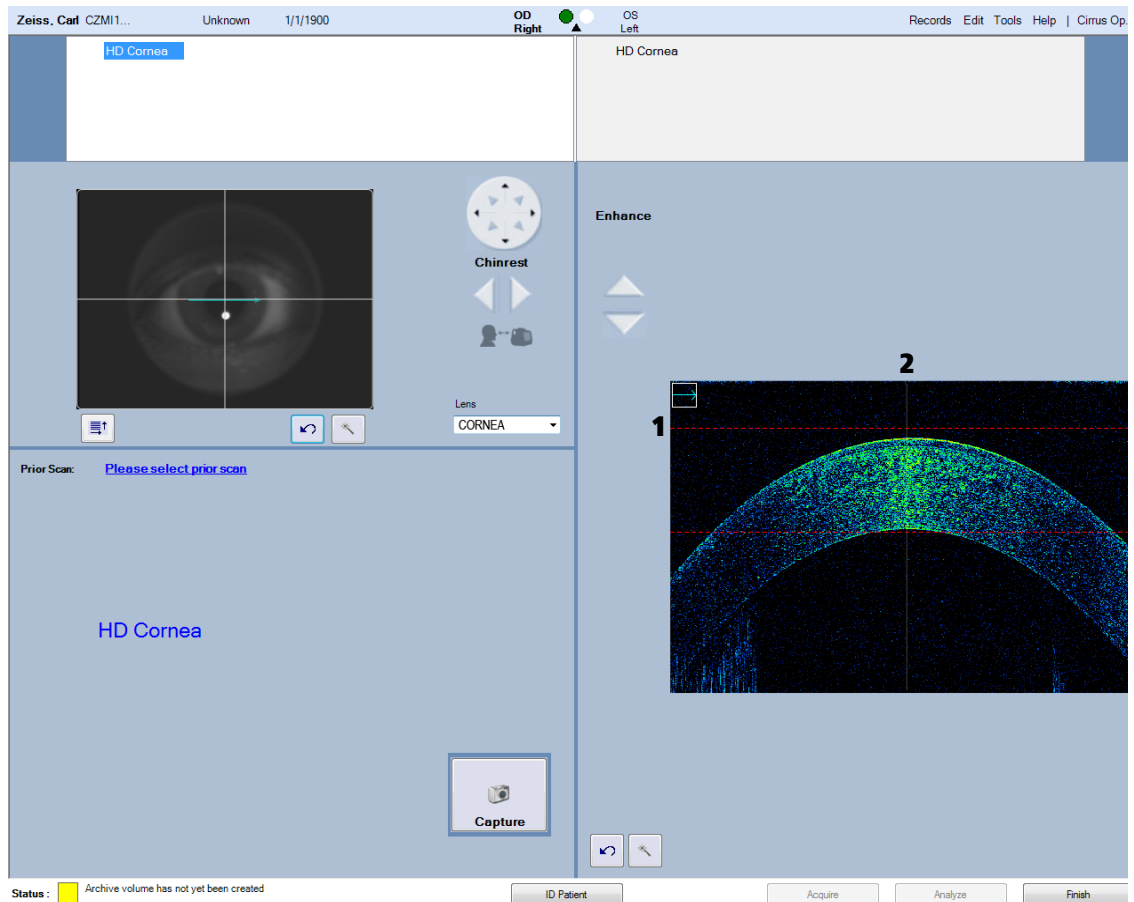 Zeiss, Carl CZMI1... Unknown 1/1/1900 OD Right OS Left Records Edit Tools Help | Cirrus Op.
HD Cornea
HD Cornea
Chinrest
Lens
CORNEA
Enhance
2
1
Prior Scan: Please select prior scan
HD Cornea
Capture
Status : Archive volume has not yet been created ID Patient Acquire Analyze Finish